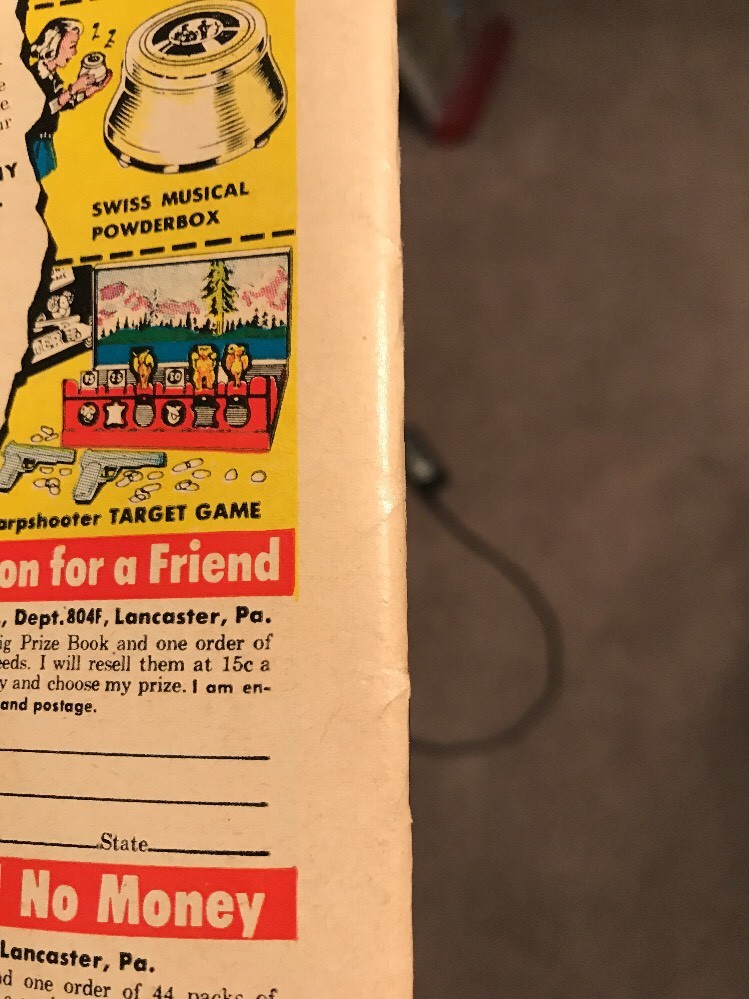 SWISS MUSICAL
POWDERBOX
arpshooter TARGET GAME
on for a Friend
., Dept. 804F, Lancaster, Pa.
ig Prize Book and one order of
eeds. I will resell them at 15c a
y and choose my prize. I am en-
and postage.
State
No Money
Lancaster, Pa.
d one order of 44 packs of